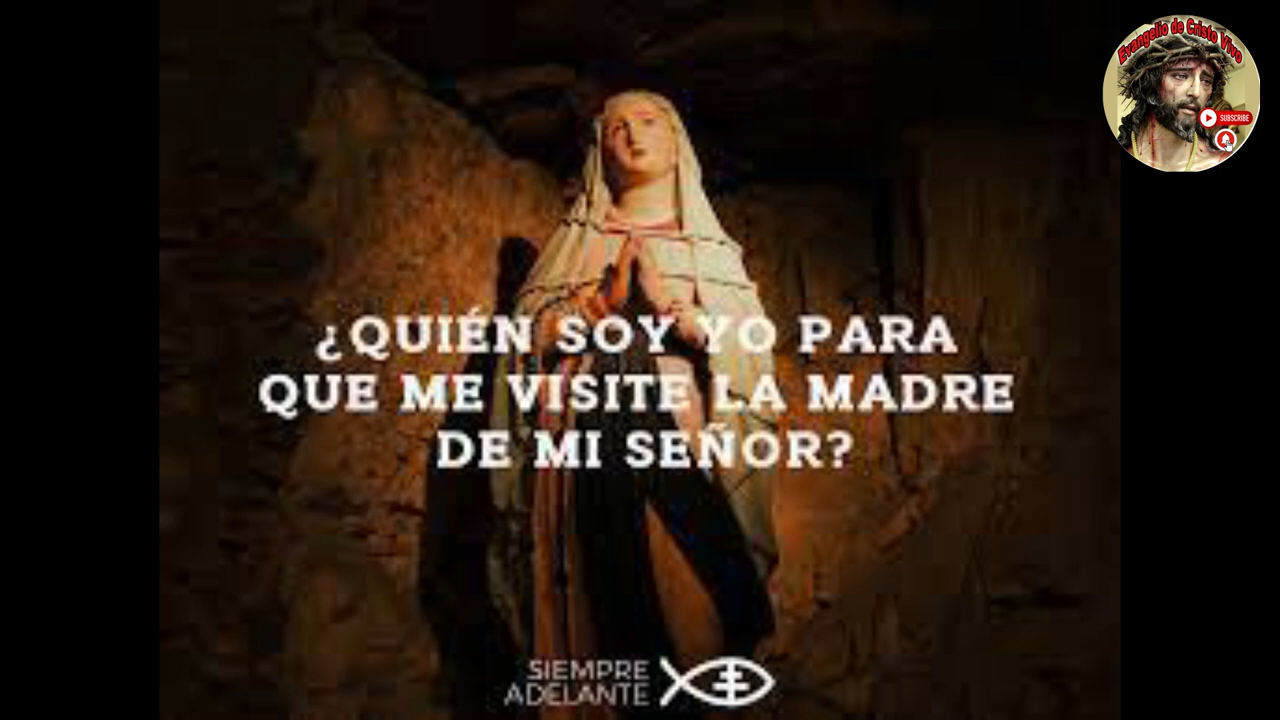 Evangelio de Cristo Vivo
SUBSCRIBE
¿QUIÉN SOY YO PARA
QUE ME VISITE LA MADRE
DE MI SEÑOR?
SIEMPRE
ADELANTE